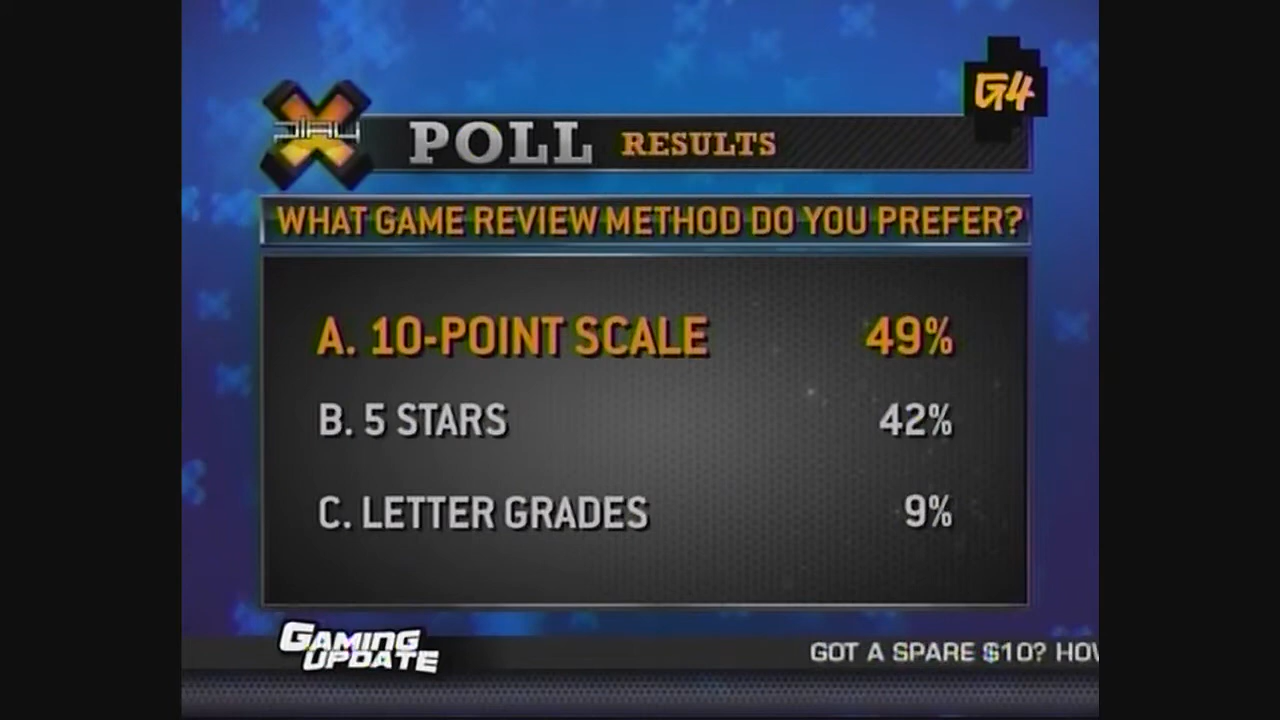 G4
PLAY
POLL RESULTS
WHAT GAME REVIEW METHOD DO YOU PREFER?
A. 10-POINT SCALE 49%
B. 5 STARS 42%
C. LETTER GRADES 9%
GAMING
UPDATE
GOT A SPARE $10? HOW